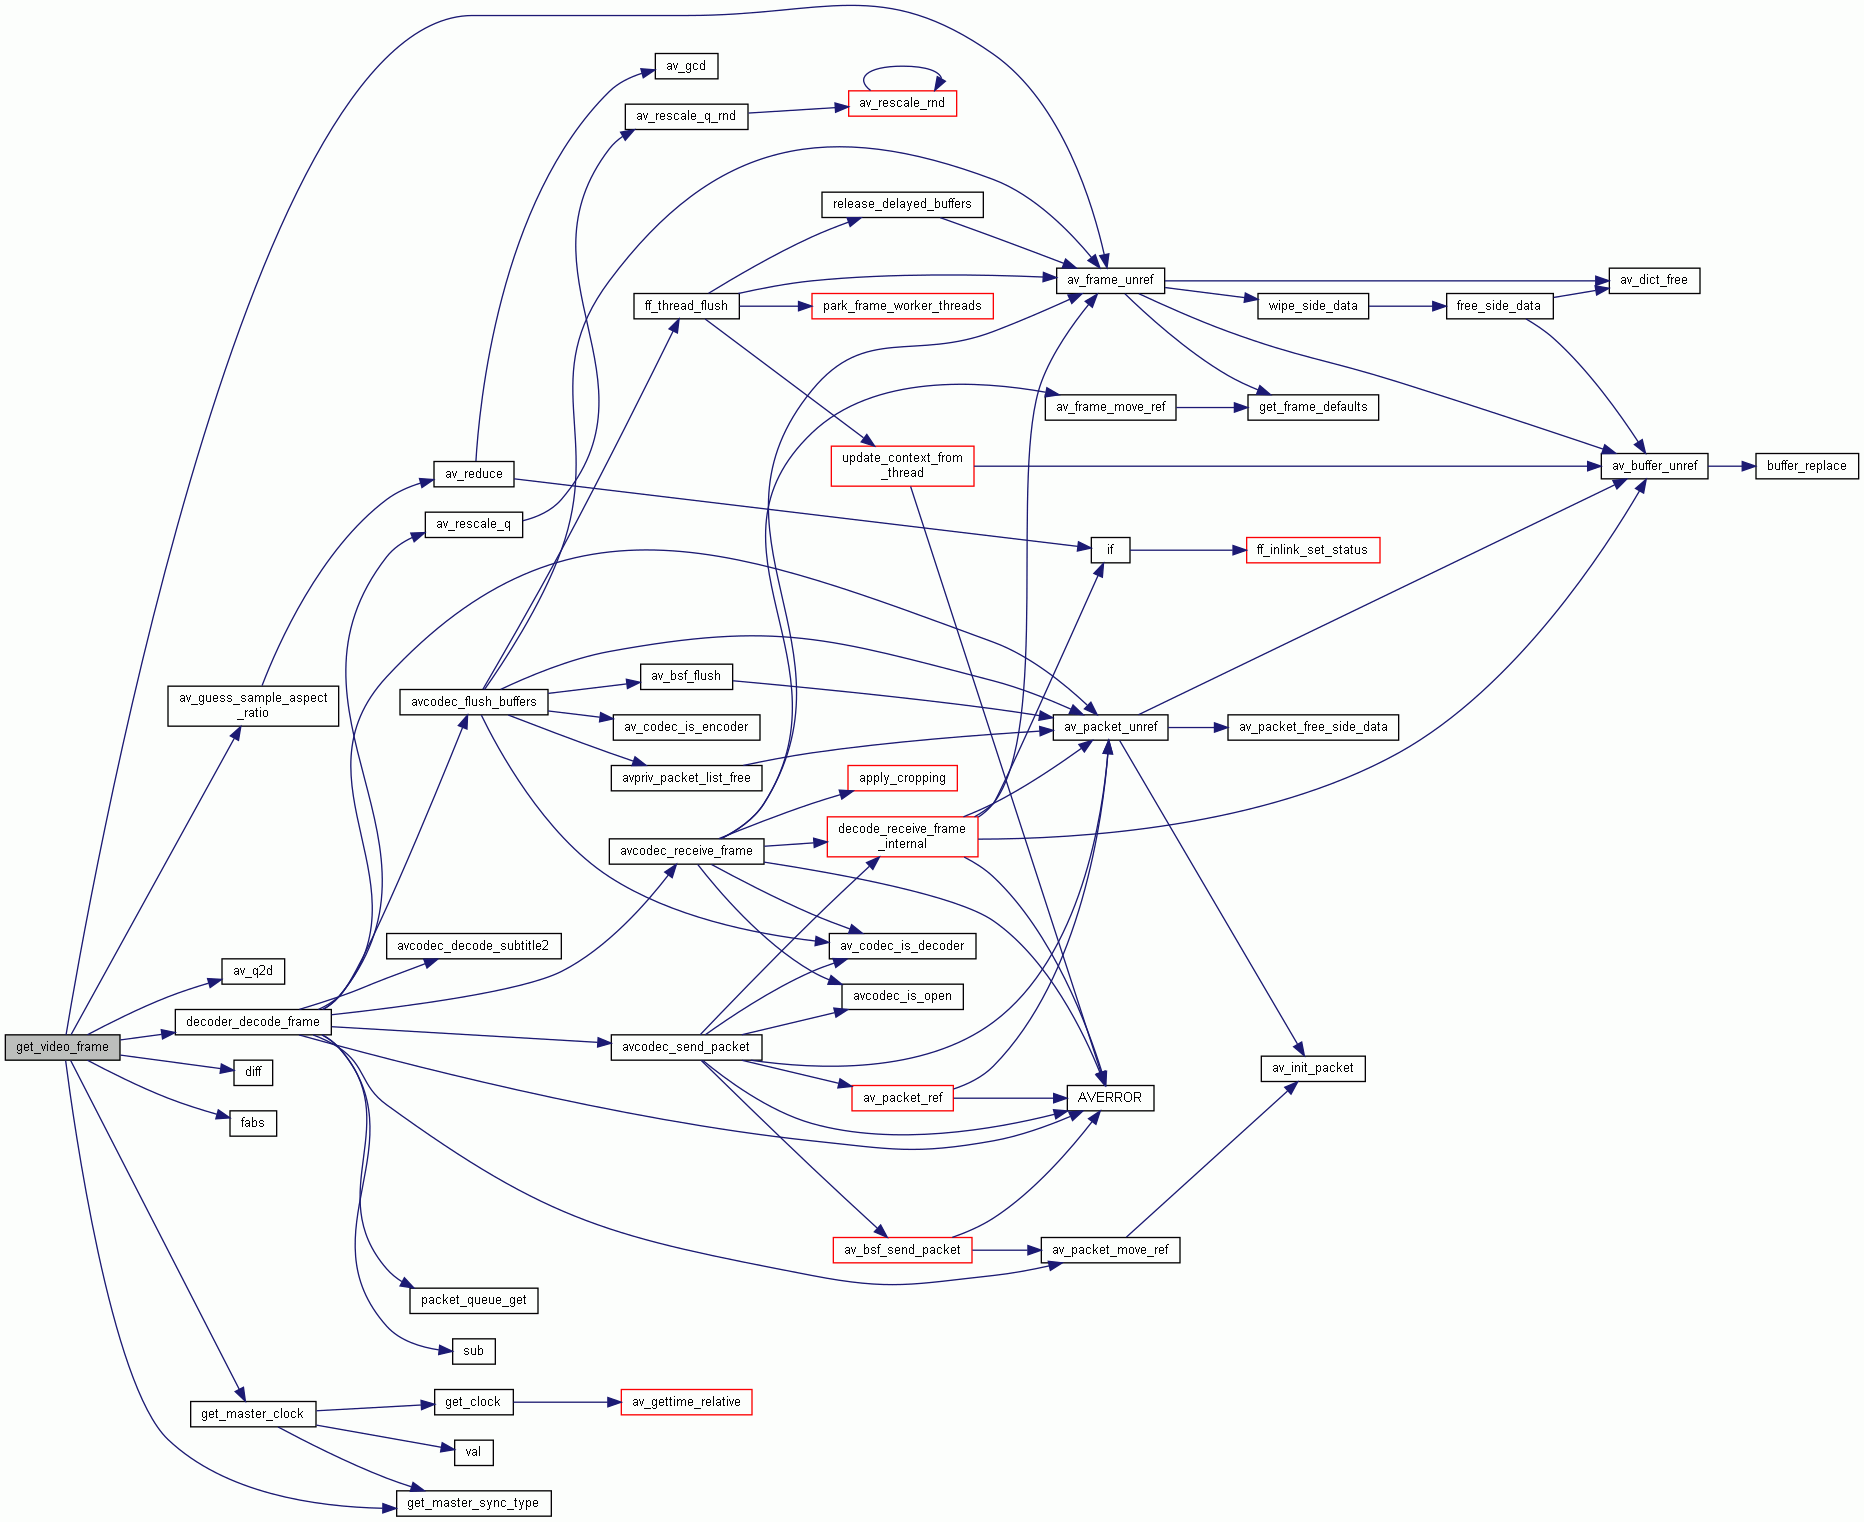 av_gcd
av_rescale_rnd
av_rescale_q_rnd
release_delayed_buffers
av_frame_unref
av_dict_free
ff_thread_flush
park_frame_worker_threads
wipe_side_data
free_side_data
av_frame_move_ref
get_frame_defaults
av_reduce
update_context_from
_thread
av_buffer_unref
buffer_replace
av_rescale_q
if
ff_inlink_set_status
av_guess_sample_aspect
_ratio
avcodec_flush_buffers
av_bsf_flush
av_codec_is_encoder
av_packet_unref
av_packet_free_side_data
avpriv_packet_list_free
apply_cropping
avcodec_receive_frame
decode_receive_frame
_internal
avcodec_decode_subtitle2
av_codec_is_decoder
av_q2d
avcodec_is_open
decoder_decode_frame
get_video_frame
avcodec_send_packet
diff
av_init_packet
av_packet_ref
AVERROR
fabs
av_bsf_send_packet
av_packet_move_ref
packet_queue_get
sub
get_master_clock
get_clock
av_gettime_relative
val
get_master_sync_type